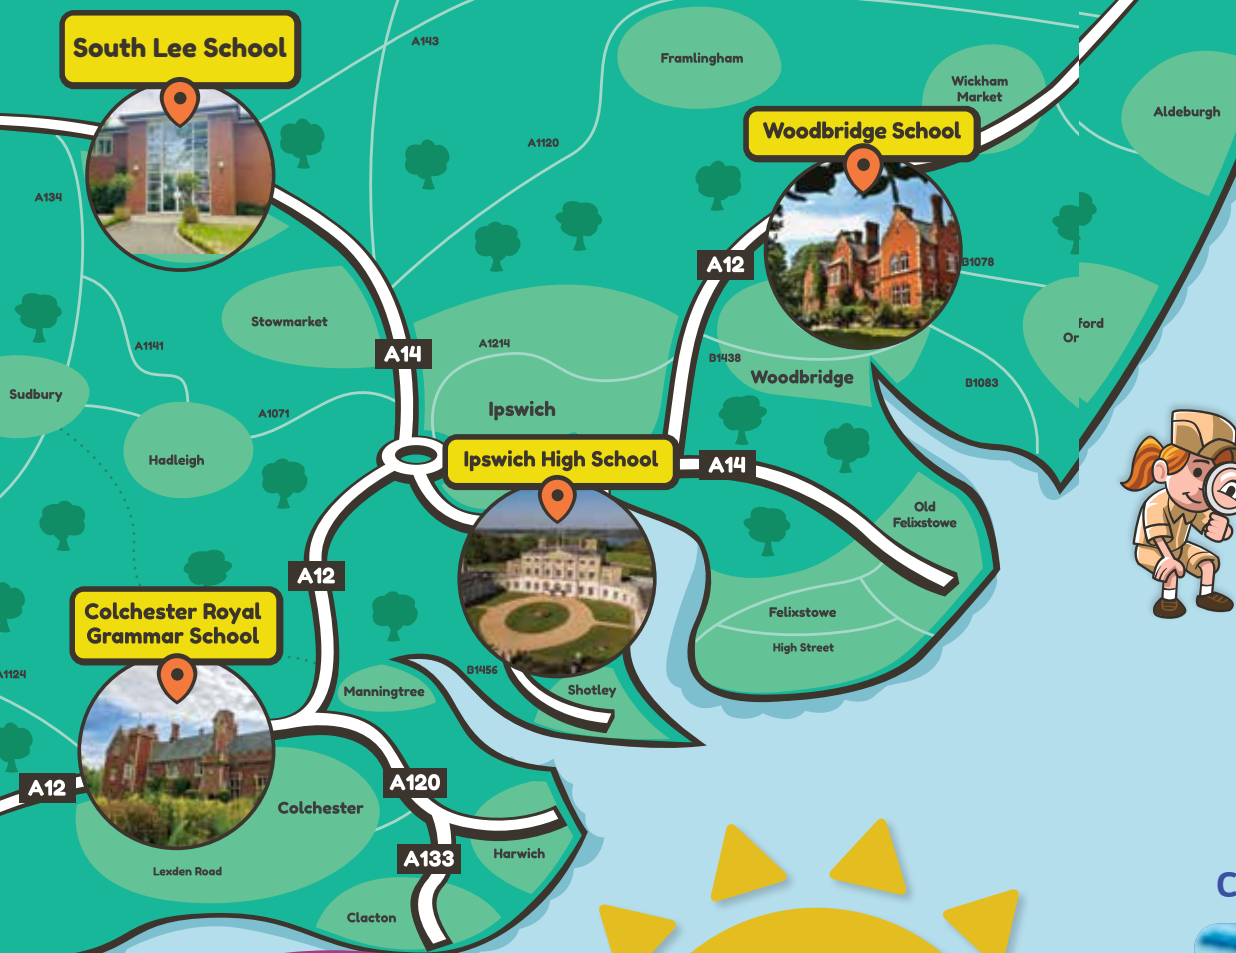 South Lee School
A143
Framlingham
Wickham
Market
Aldeburgh
Woodbridge School
A1120
A134
A12
B1078
Stowmarket
ford
Or
A14
A1214
A1141
B1438
Woodbridge
B1083
Sudbury
Ipswich
A1071
Hadleigh
Ipswich High School
A14
Old
Felixstowe
A12
Colchester Royal
Grammar School
Felixstowe
High Street
A1124
B1456
Manningtree
Shotley
A12
A120
Colchester
Harwich
A133
Lexden Road
C
Clacton